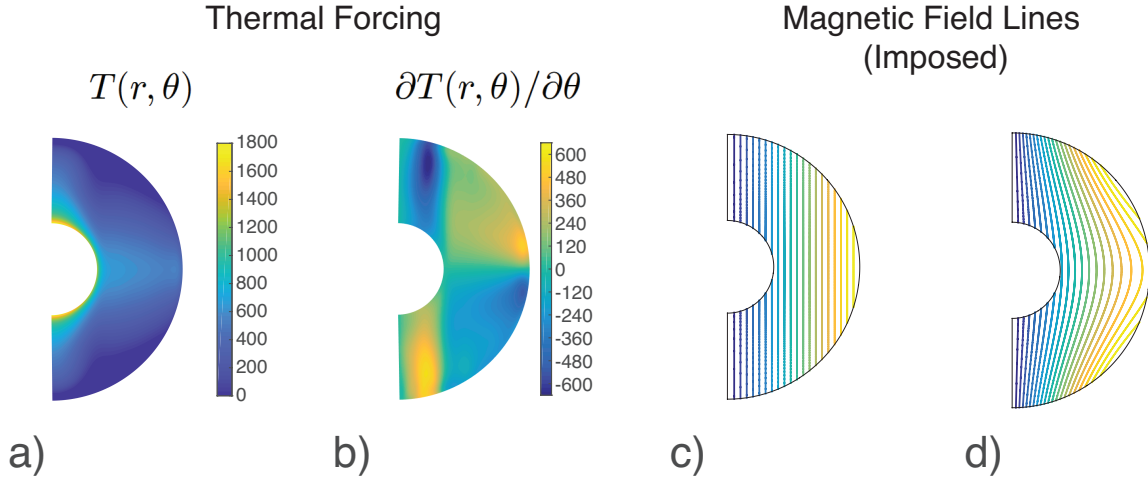 Thermal Forcing
Magnetic Field Lines
(Imposed)
T(r, θ)
∂T(r, θ)/∂θ
1800
1600
1400
1200
1000
800
600
400
200
0
600
480
360
240
120
0
-120
-240
-360
-480
-600
a)
b)
c)
d)